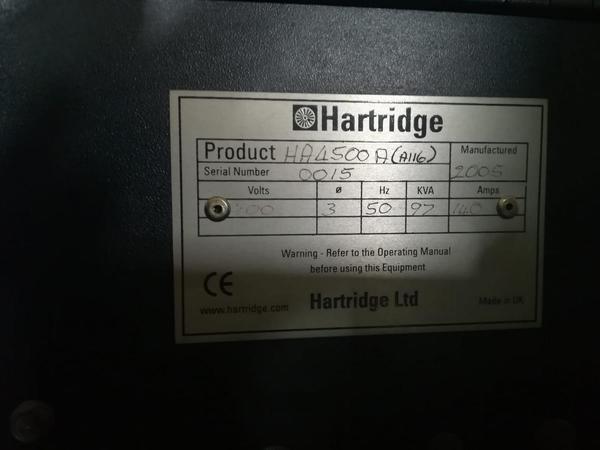 Hartridge
Product HA4500A (A116) Manufactured
Serial Number 0015 2005
Volts ø Hz KVA Amps
3 50 97 140
Warning - Refer to the Operating Manual
before using this Equipment
CE
www.hartridge.com Hartridge Ltd Made in UK